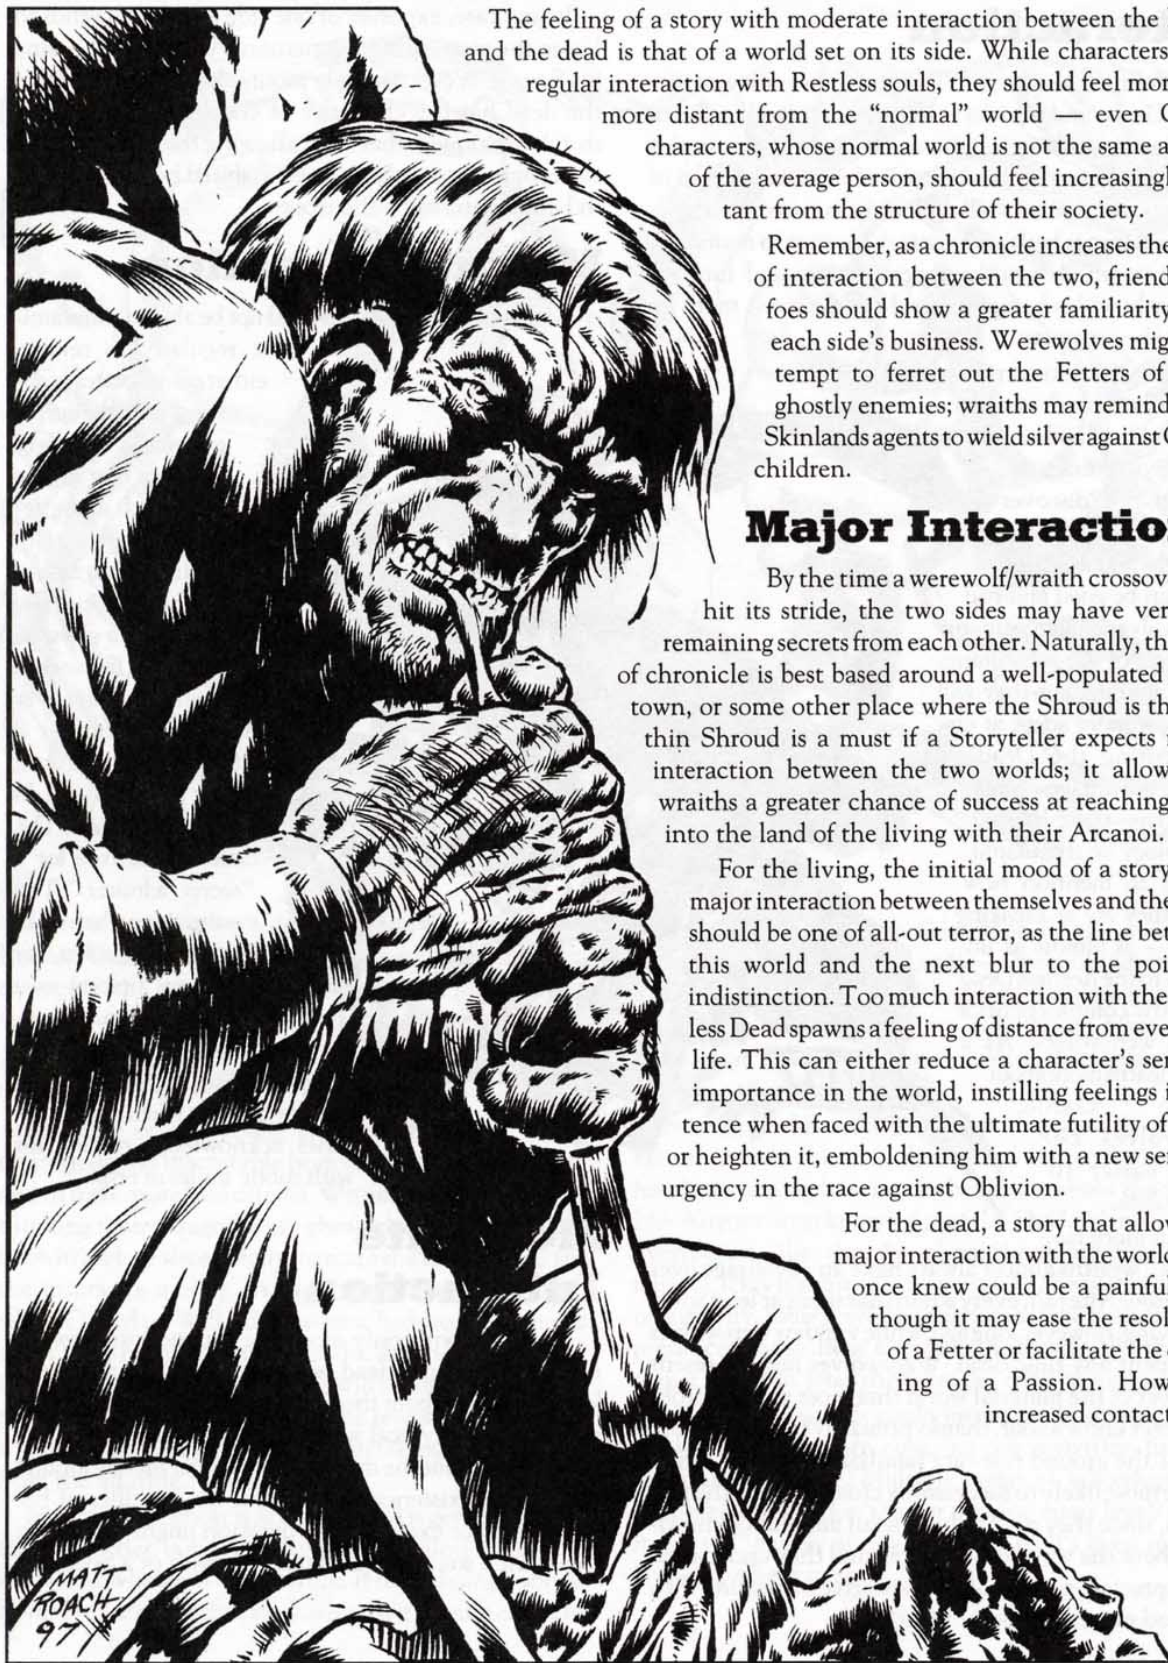 The feeling of a story with moderate interaction between the
and the dead is that of a world set on its side. While characters
regular interaction with Restless souls, they should feel mor
more distant from the "normal" world — even G
characters, whose normal world is not the same a
of the average person, should feel increasingl
tant from the structure of their society.
Remember, as a chronicle increases the
of interaction between the two, friend
foes should show a greater familiarity
each side's business. Werewolves mig
tempt to ferret out the Fetters of
ghostly enemies; wraiths may remind
Skinlands agents to wield silver against G
children.
Major Interactio
By the time a werewolf/wraith crossov
hit its stride, the two sides may have ver
remaining secrets from each other. Naturally, th
of chronicle is best based around a well-populated
town, or some other place where the Shroud is th
thin Shroud is a must if a Storyteller expects
interaction between the two worlds; it allow
wraiths a greater chance of success at reaching
into the land of the living with their Arcanoi.
For the living, the initial mood of a story
major interaction between themselves and the
should be one of all-out terror, as the line bet
this world and the next blur to the poi
indistinction. Too much interaction with the
less Dead spawns a feeling of distance from eve
life. This can either reduce a character's ser
importance in the world, instilling feelings
tence when faced with the ultimate futility of
or heighten it, emboldening him with a new se
urgency in the race against Oblivion.
For the dead, a story that allow
major interaction with the world
once knew could be a painful
though it may ease the resol
of a Fetter or facilitate the
ing of a Passion. How
increased contact
MATT
ROACH
97